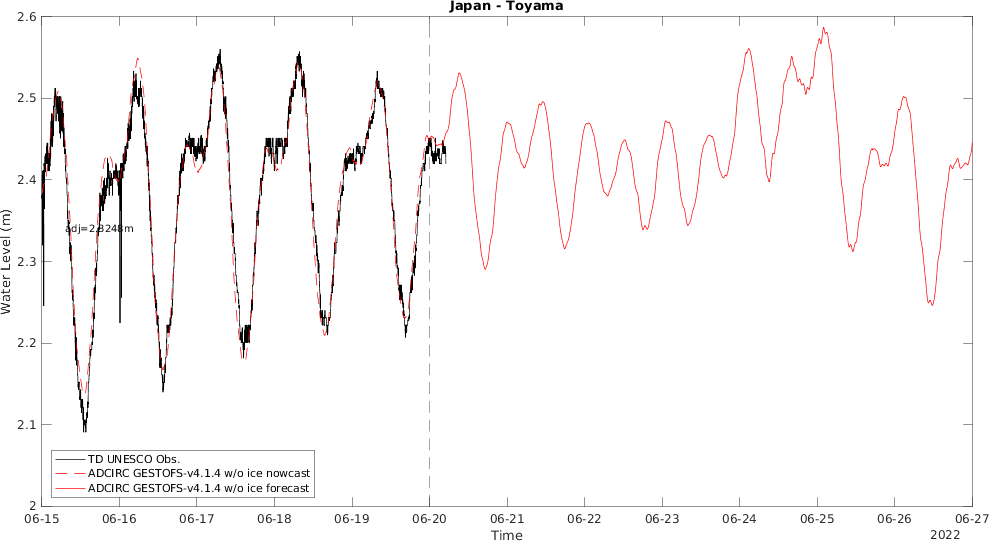 Japan - Toyama
2.6
2.5
2.4
2.3
2.2
2.1
2
Water Level (m)
adj=2.3248m
TD UNESCO Obs.
ADCIRC GESTOFS-v4.1.4 w/o ice nowcast
ADCIRC GESTOFS-v4.1.4 w/o ice forecast
06-15 06-16 06-17 06-18 06-19 06-20 06-21 06-22 06-23 06-24 06-25 06-26 06-27
Time
2022